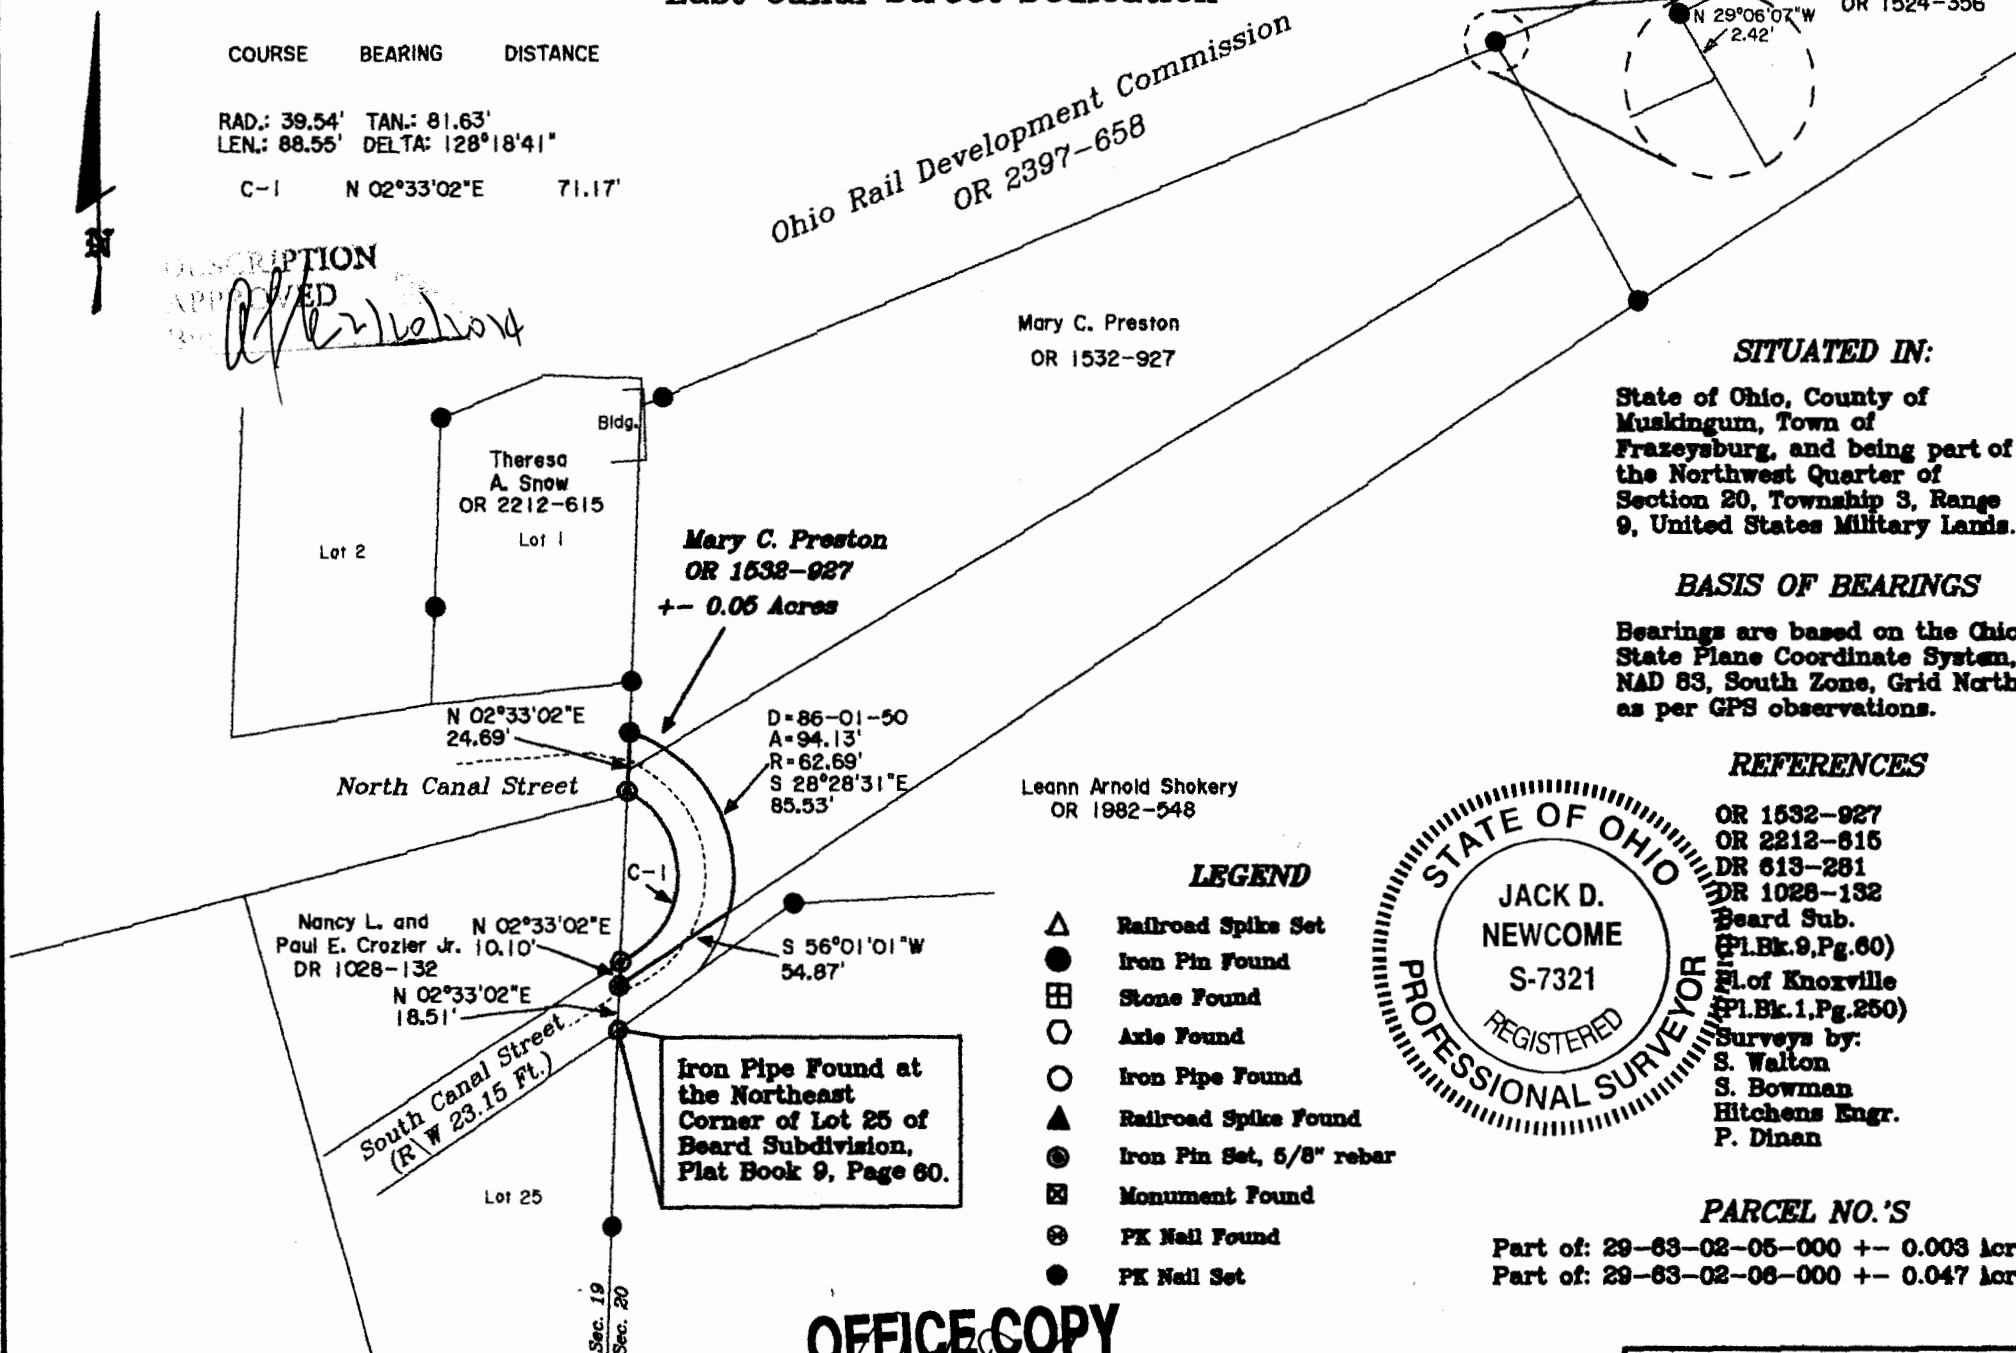 East Canal Street Dedication
COURSE BEARING DISTANCE
RAD.: 39.54' TAN.: 81.63'
LEN.: 88.55' DELTA: 128°18'41"
C-1 N 02°33'02"E 71.17'
N
DESCRIPTION
APPROVED
Ohio Rail Development Commission
OR 2397-658
N 29°06'07"W
2.42'
OR 1524-356
Mary C. Preston
OR 1532-927
Bldg.
Theresa
A. Snow
OR 2212-615
Lot 1
Lot 2
Mary C. Preston
OR 1532-927
+- 0.05 Acres
N 02°33'02"E
24.69'
D=86-01-50
A=94.13'
R=62.69'
S 28°28'31"E
85.53'
North Canal Street
Leann Arnold Shokery
OR 1982-548
C-1
Nancy L. and
Paul E. Crozier Jr.
DR 1028-132
N 02°33'02"E
10.10'
S 56°01'01"W
54.87'
N 02°33'02"E
18.51'
South Canal Street
(R\W 23.15 Ft.)
Iron Pipe Found at
the Northeast
Corner of Lot 25 of
Beard Subdivision,
Plat Book 9, Page 60.
Lot 25
Sec. 19
Sec. 20
LEGEND
Railroad Spike Set
Iron Pin Found
Stone Found
Axle Found
Iron Pipe Found
Railroad Spike Found
Iron Pin Set, 5/8" rebar
Monument Found
PK Nail Found
PK Nail Set
OFFICE COPY
STATE OF OHIO
JACK D.
NEWCOME
S-7321
REGISTERED
PROFESSIONAL SURVEYOR
SITUATED IN:
State of Ohio, County of
Muskingum, Town of
Frazeysburg, and being part of
the Northwest Quarter of
Section 20, Township 3, Range
9, United States Military Lands.
BASIS OF BEARINGS
Bearings are based on the Ohio
State Plane Coordinate System,
NAD 83, South Zone, Grid North
as per GPS observations.
REFERENCES
OR 1532-927
OR 2212-615
DR 613-281
DR 1028-132
Beard Sub.
(Pl.Bk.9,Pg.60)
Pl.of Knoxville
(Pl.Bk.1,Pg.250)
Surveys by:
S. Walton
S. Bowman
Hitchens Engr.
P. Dinan
PARCEL NO.'S
Part of: 29-63-02-05-000 +- 0.003 Acr
Part of: 29-63-02-06-000 +- 0.047 Acr